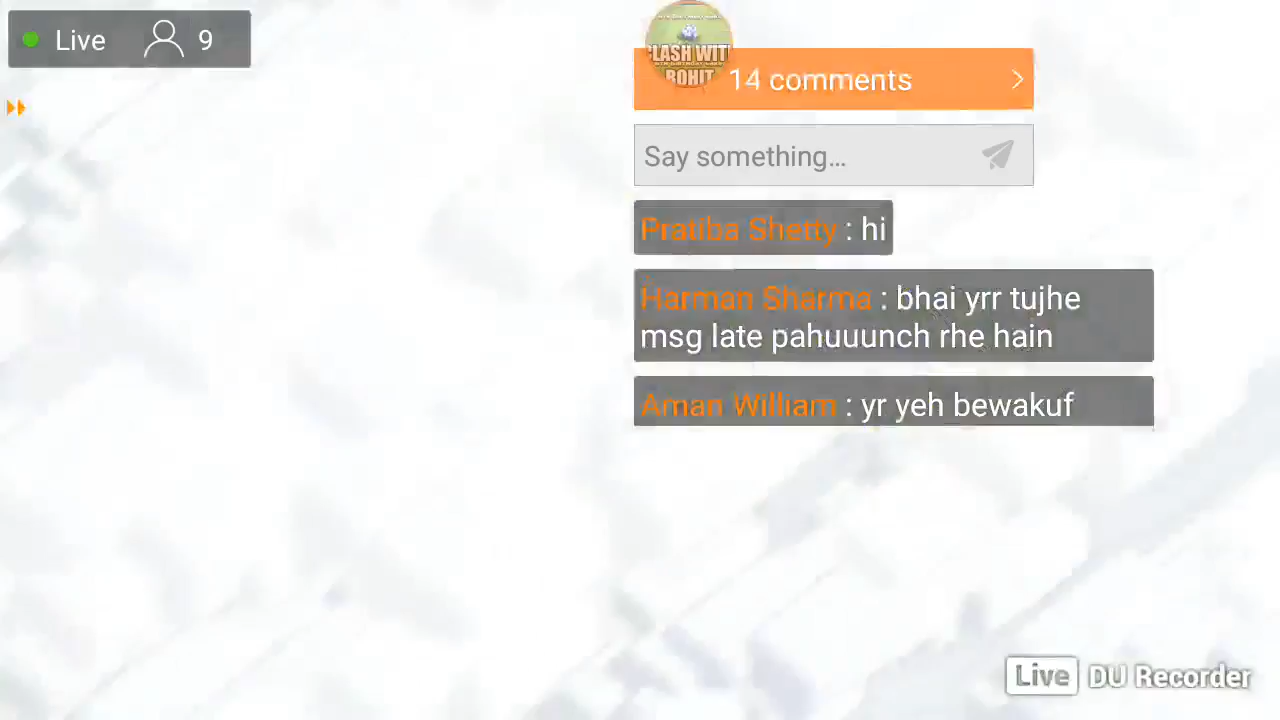 Live 9
CLASH WITH
ROHIT
14 comments
Say something...
Pratiba Shetty : hi
Harman Sharma : bhai yrr tujhe
msg late pahuuunch rhe hain
Aman William : yr yeh bewakuf
Live DU Recorder